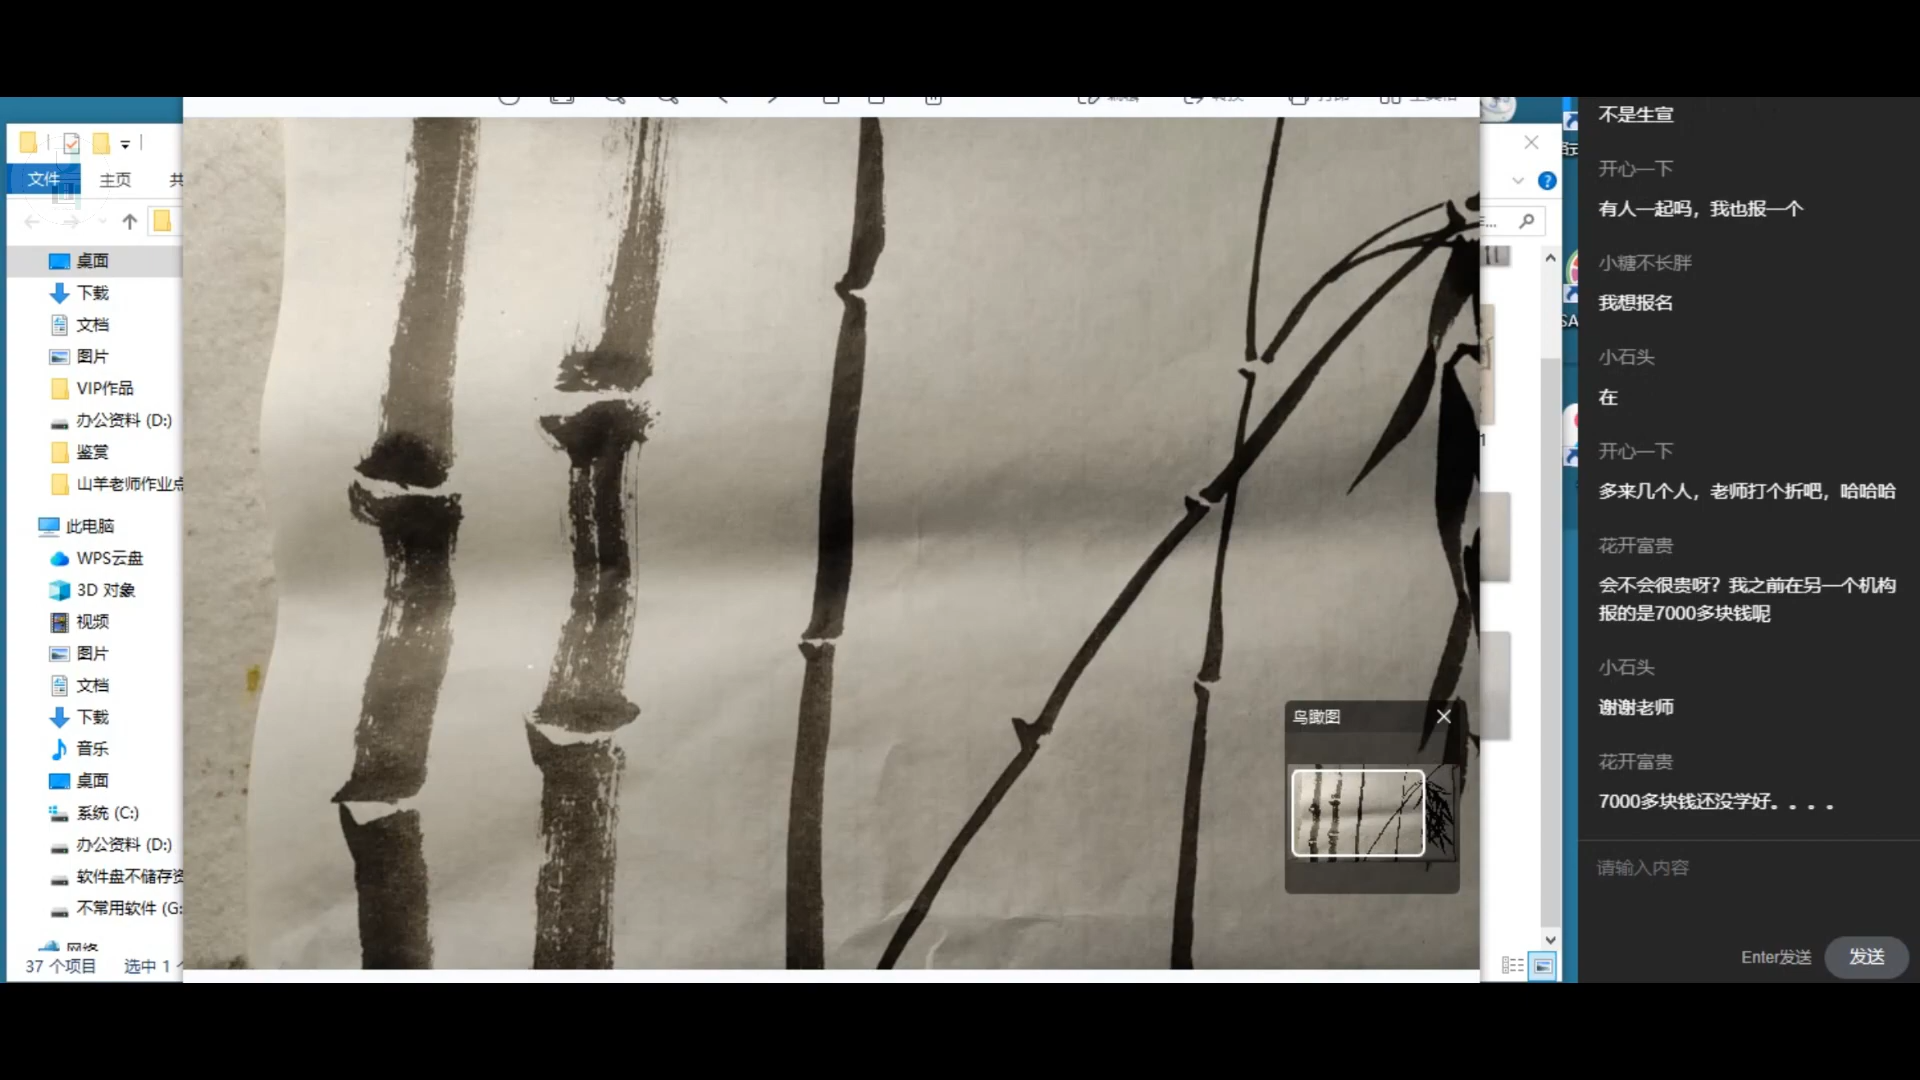 文件
主页
共
桌面
下载
文档
图片
VIP作品
办公资料 (D:)
鉴赏
山羊老师作业点
此电脑
WPS云盘
3D 对象
视频
图片
文档
下载
音乐
桌面
系统 (C:)
办公资料 (D:)
软件盘不储存资
不常用软件 (G:
网络
37 个项目
选中 1
鸟瞰图
不是生宣
开心一下
有人一起吗，我也报一个
小糖不长胖
我想报名
小石头
在
开心一下
多来几个人，老师打个折吧，哈哈哈
花开富贵
会不会很贵呀？我之前在另一个机构
报的是7000多块钱呢
小石头
谢谢老师
花开富贵
7000多块钱还没学好。。。。
请输入内容
Enter发送
发送